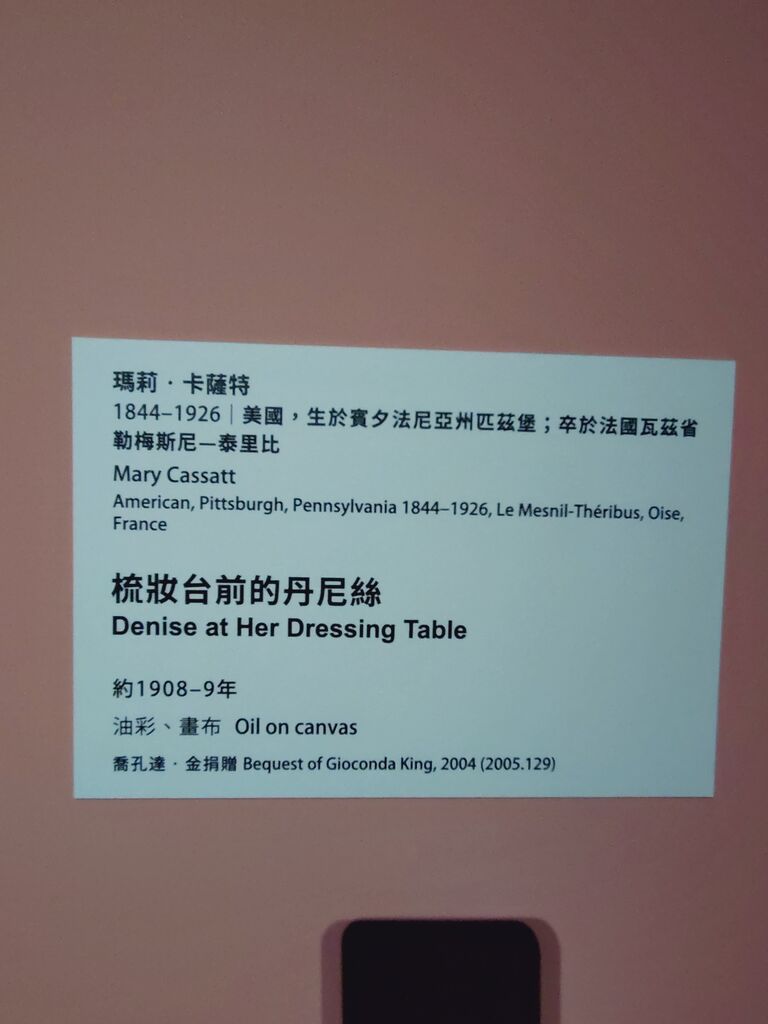 瑪莉．卡薩特
1844–1926｜美國，生於賓夕法尼亞州匹茲堡；卒於法國瓦茲省
勒梅斯尼—泰里比
Mary Cassatt
American, Pittsburgh, Pennsylvania 1844–1926, Le Mesnil-Théribus, Oise,
France
梳妝台前的丹尼絲
Denise at Her Dressing Table
約1908–9年
油彩、畫布 Oil on canvas
喬孔達．金捐贈 Bequest of Gioconda King, 2004 (2005.129)